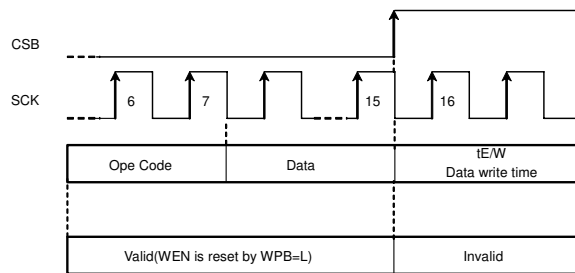 CSB
SCK
6 7 15 16
Ope Code Data tE/W
Data write time
Valid(WEN is reset by WPB=L) Invalid